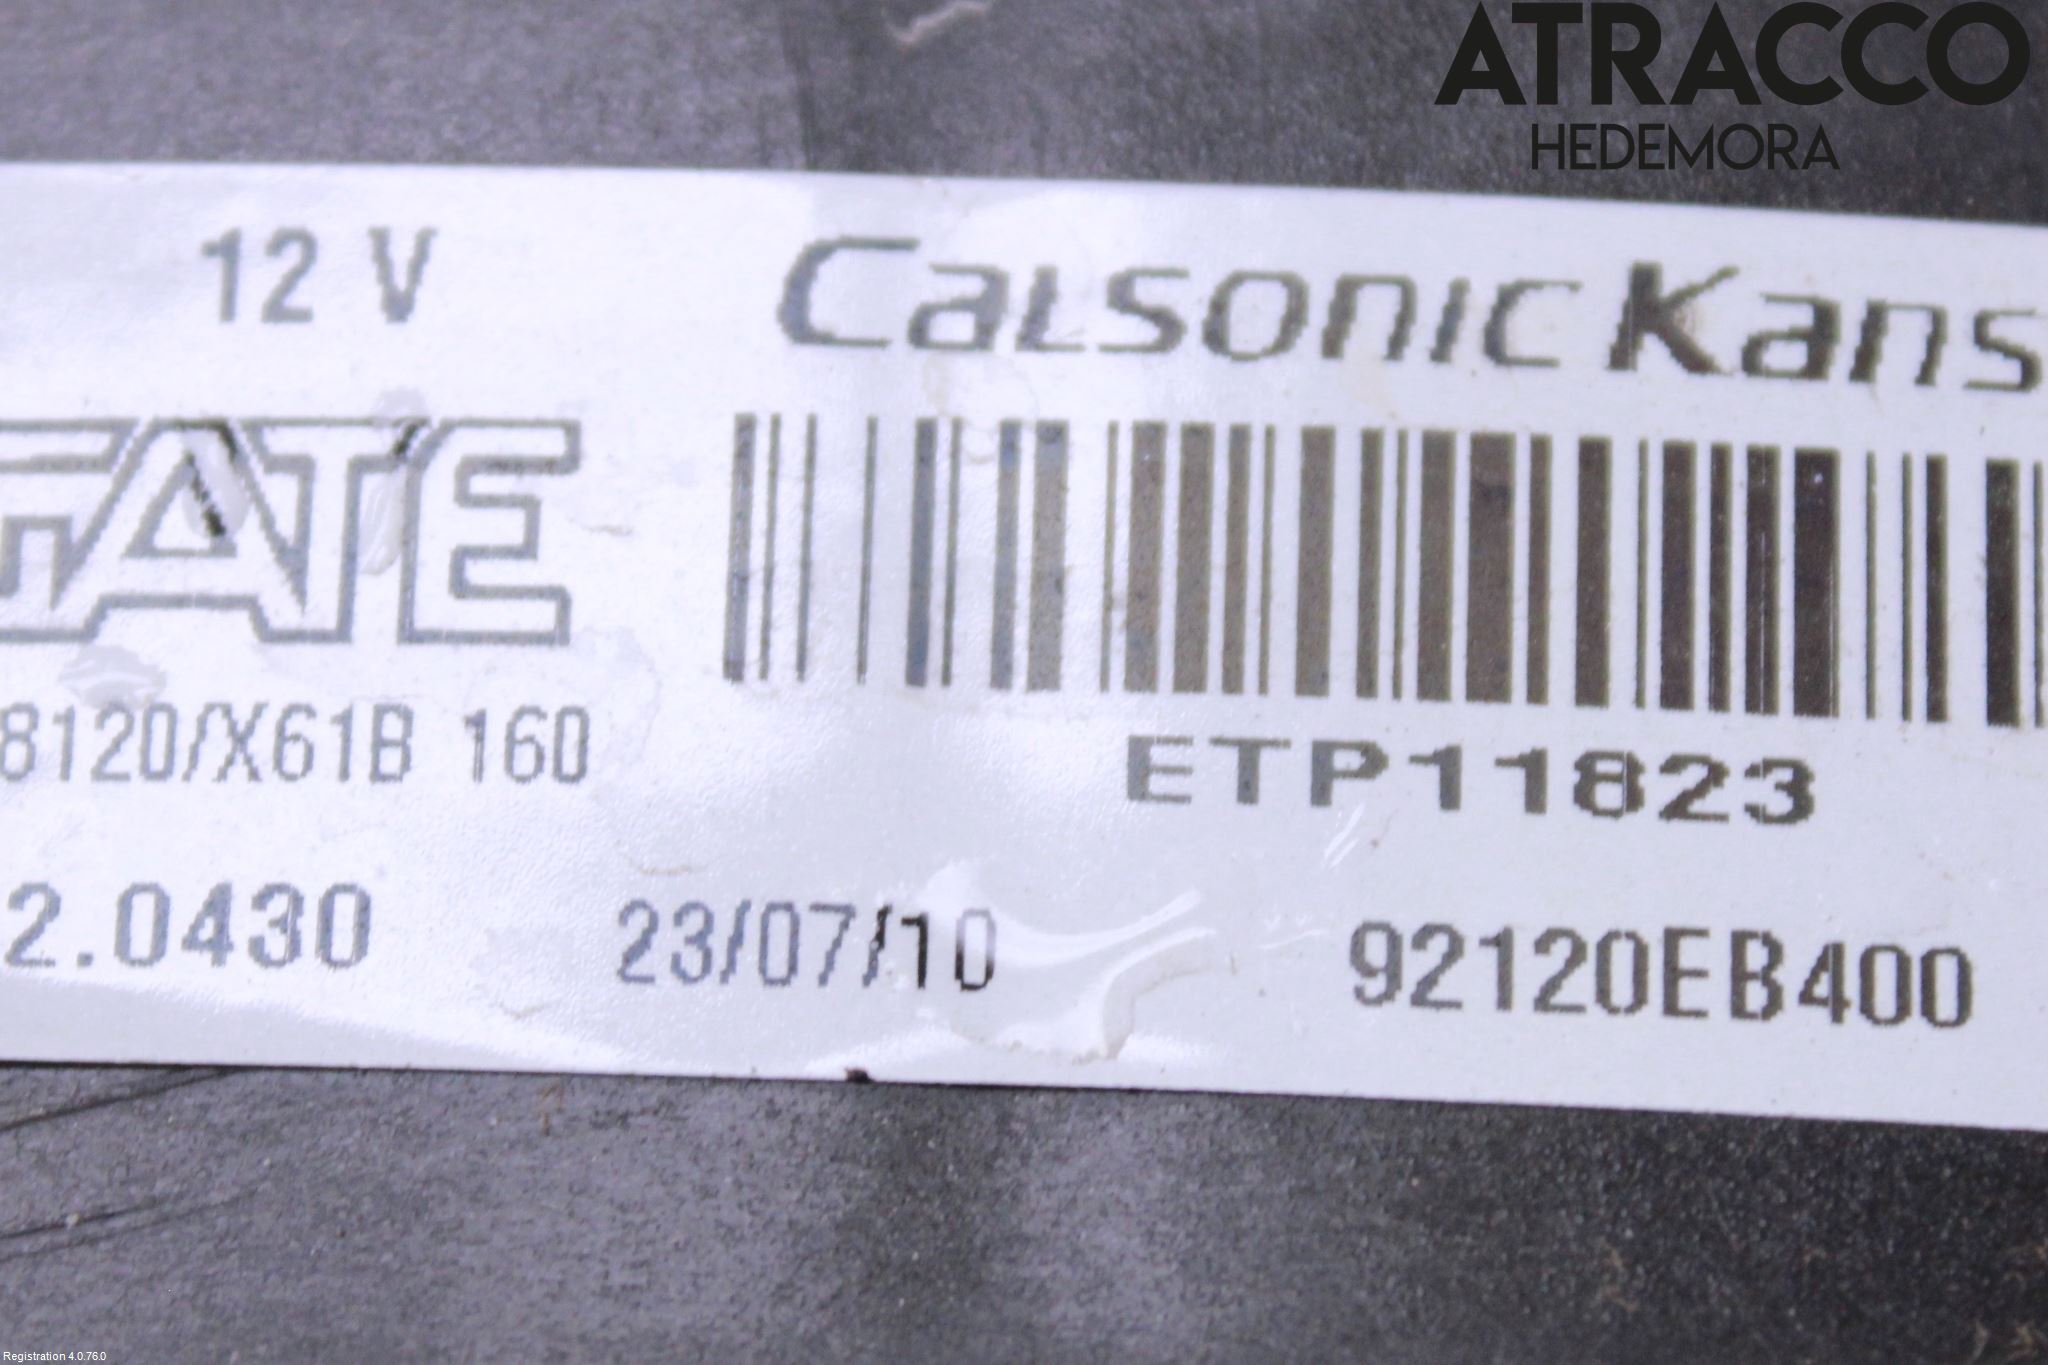 ATRACCO
HEDEMORA
12 V
CALSONIC Kans
GATE
8120/X61B 160
ETP11823
2.0430
23/07/10
92120EB400
Registration 4.0.76.0